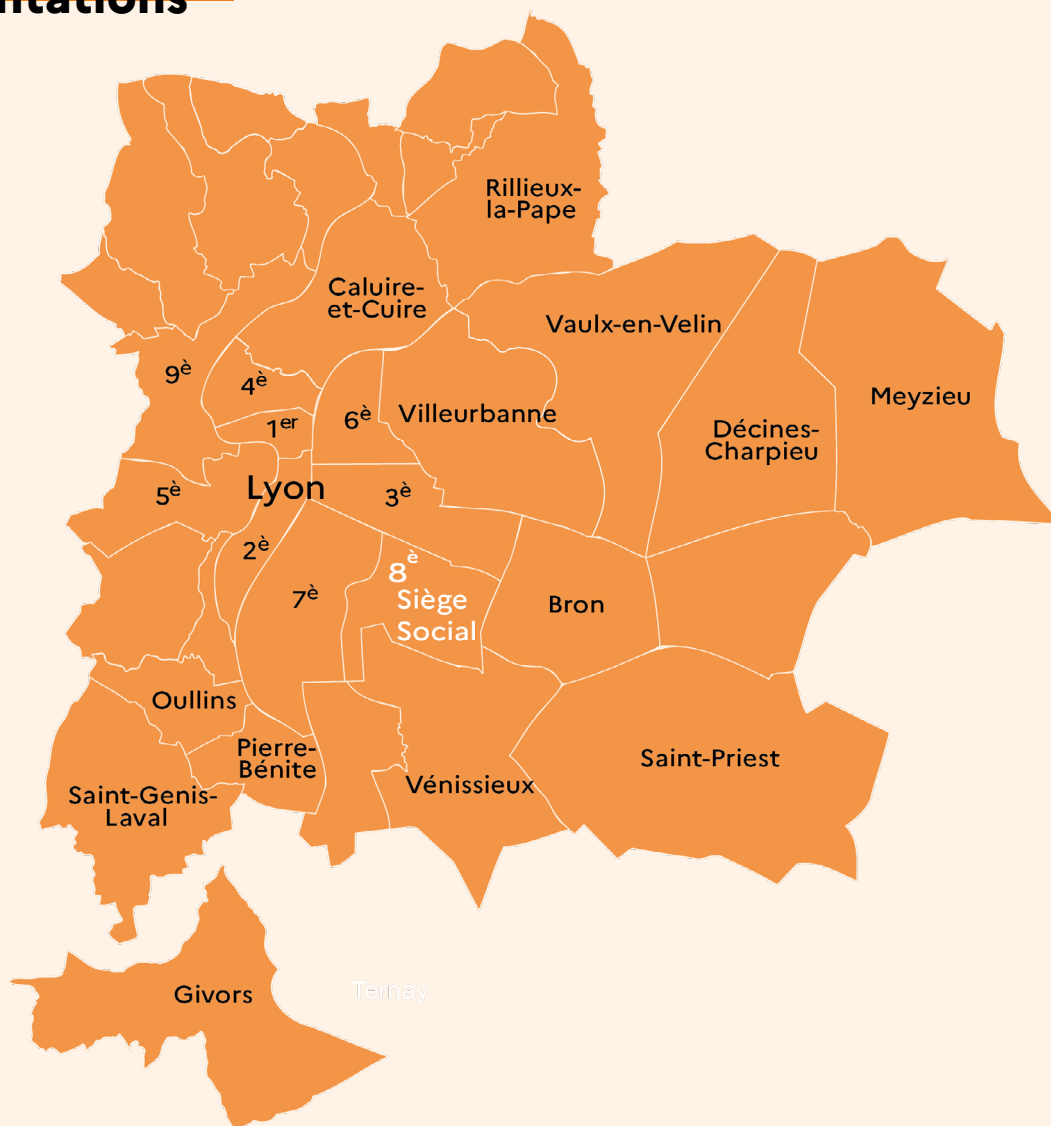 ntations
Rillieux-
la-Pape
Caluire-
et-Cuire
Vaulx-en-Velin
9è
4è
Meyzieu
1er
6è
Villeurbanne
Décines-
Charpieu
5è
Lyon
3è
2è
8è
7è
Siège
Social
Bron
Oullins
Pierre-
Bénite
Saint-Priest
Vénissieux
Saint-Genis-
Laval
Givors
Ternay